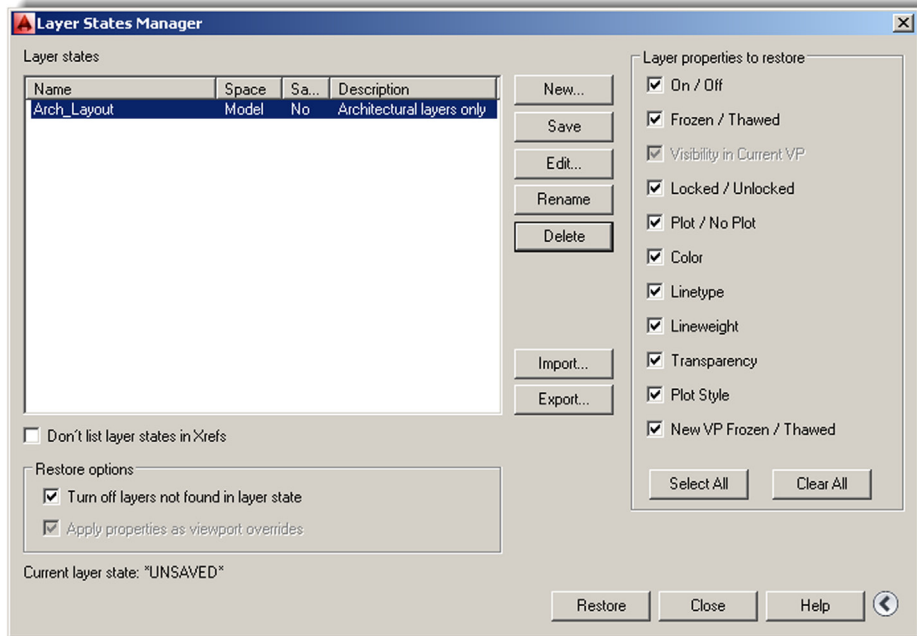 Layer States Manager
Layer states
Name Space Sa... Description
Arch_Layout Model No Architectural layers only
New...
Save
Edit...
Rename
Delete
Import...
Export...
Don't list layer states in Xrefs
Restore options
Turn off layers not found in layer state
Apply properties as viewport overrides
Current layer state: "UNSAVED"
Layer properties to restore
On / Off
Frozen / Thawed
Visibility in Current VP
Locked / Unlocked
Plot / No Plot
Color
Linetype
Lineweight
Transparency
Plot Style
New VP Frozen / Thawed
Select All Clear All
Restore Close Help